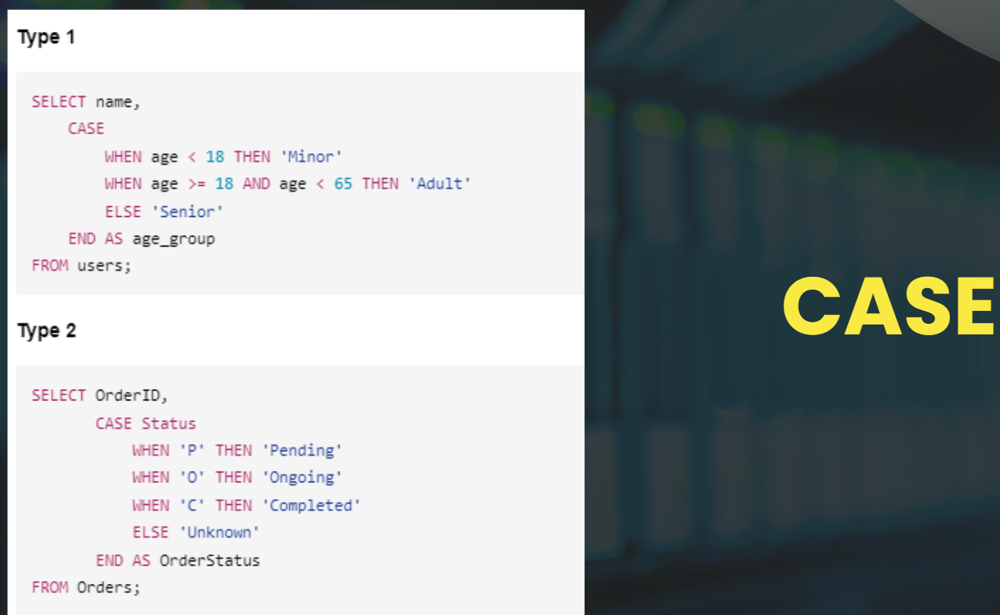 Type 1
SELECT name,
    CASE
        WHEN age < 18 THEN 'Minor'
        WHEN age >= 18 AND age < 65 THEN 'Adult'
        ELSE 'Senior'
    END AS age_group
FROM users;
Type 2
SELECT OrderID,
       CASE Status
           WHEN 'P' THEN 'Pending'
           WHEN 'O' THEN 'Ongoing'
           WHEN 'C' THEN 'Completed'
           ELSE 'Unknown'
       END AS OrderStatus
FROM Orders;
CASE